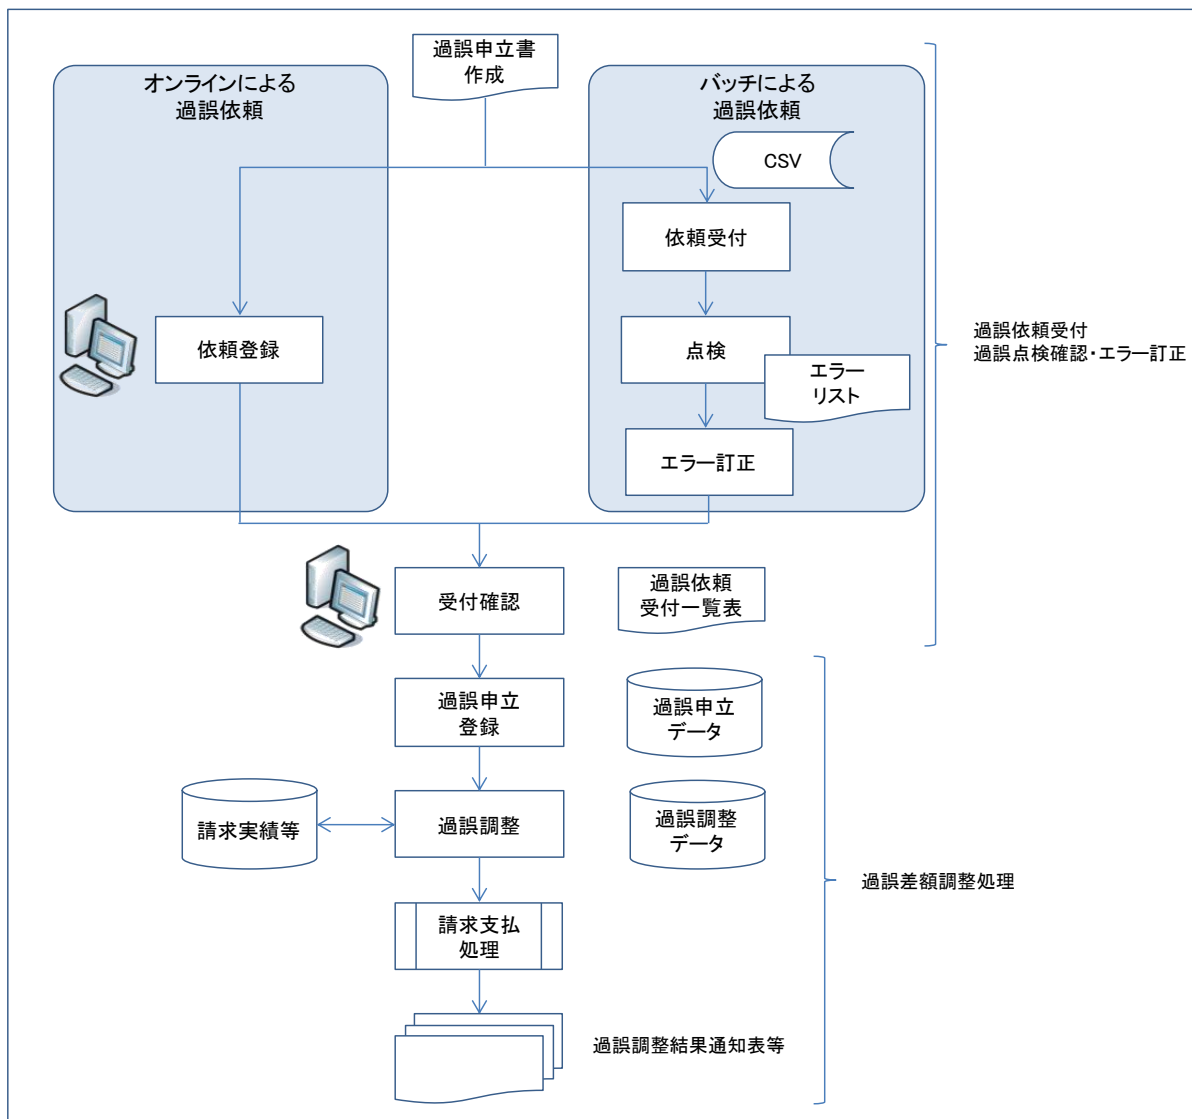 過誤申立書
作成
オンラインによる
過誤依頼
バッチによる
過誤依頼
CSV
依頼受付
依頼登録
点検
エラー
リスト
エラー訂正
過誤依頼受付
過誤点検確認・エラー訂正
受付確認
過誤依頼
受付一覧表
過誤申立
登録
過誤申立
データ
請求実績等
過誤調整
過誤調整
データ
過誤差額調整処理
請求支払
処理
過誤調整結果通知表等